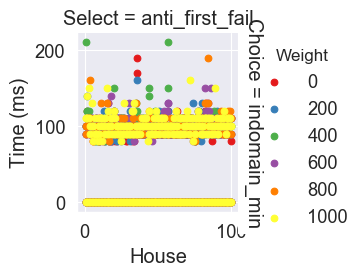 Select = anti_first_fail
Choice = indomain_min
Time (ms)
200
100
0
0
100
House
Weight
0
200
400
600
800
1000